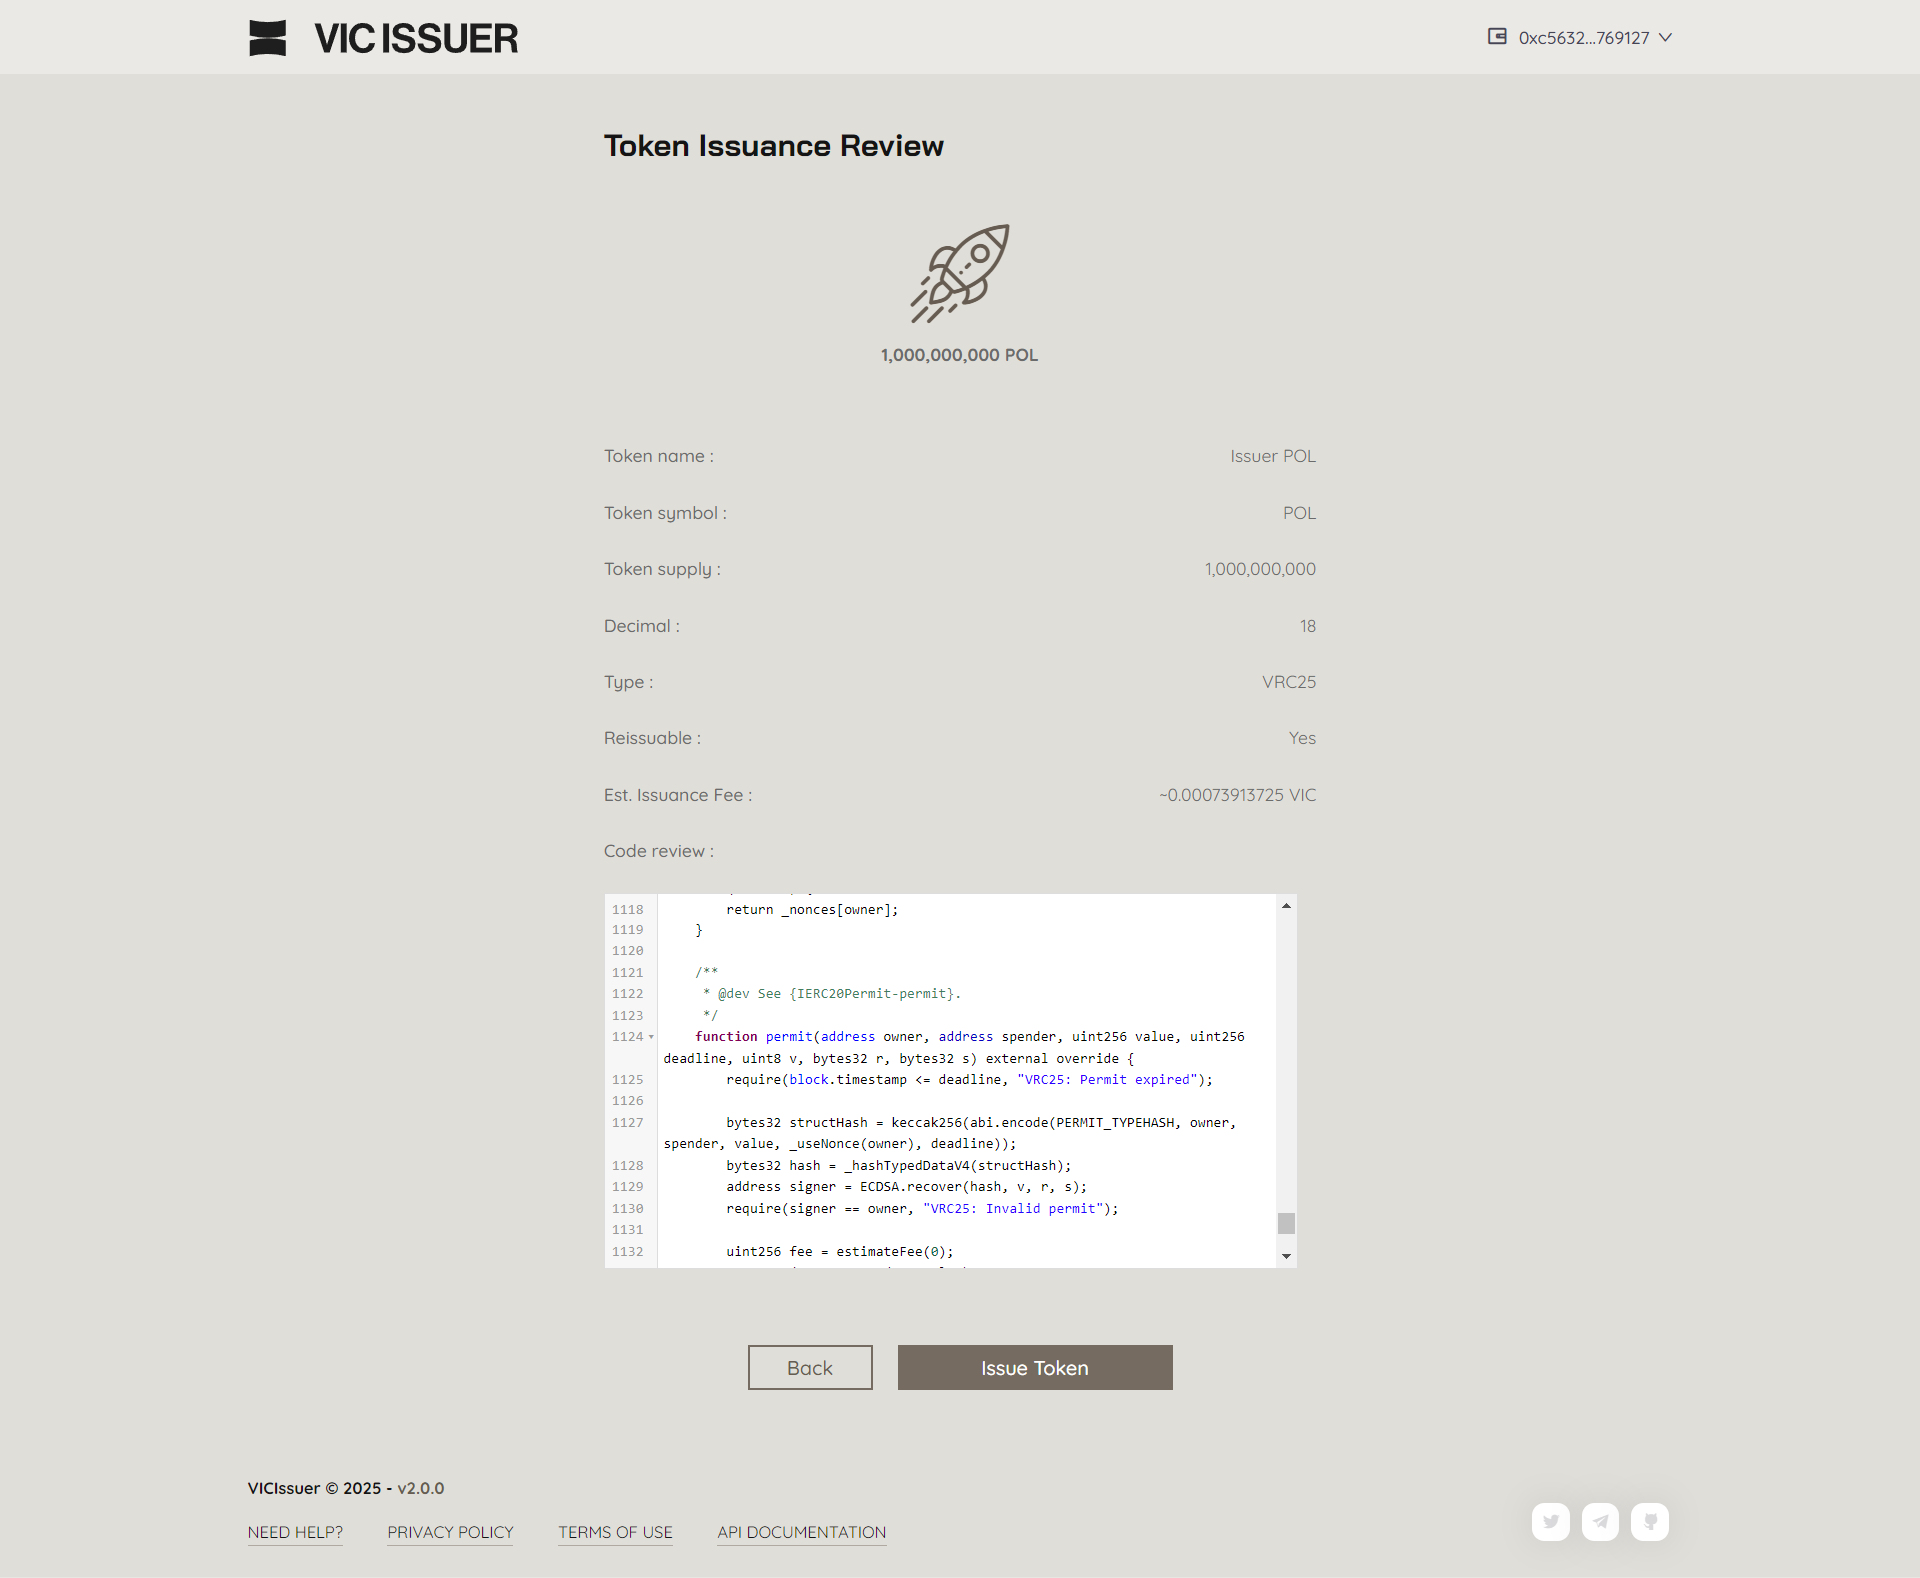 VIC ISSUER
0xc5632...769127
Token Issuance Review
1,000,000,000 POL
Token name : Issuer POL
Token symbol : POL
Token supply : 1,000,000,000
Decimal : 18
Type : VRC25
Reissuable : Yes
Est. Issuance Fee : ~0.00073913725 VIC
Code review :
1118 return _nonces[owner];
1119 }
1120
1121 /**
1122 * @dev See {IERC20Permit-permit}.
1123 */
1124 function permit(address owner, address spender, uint256 value, uint256
deadline, uint8 v, bytes32 r, bytes32 s) external override {
1125 require(block.timestamp <= deadline, "VRC25: Permit expired");
1126
1127 bytes32 structHash = keccak256(abi.encode(PERMIT_TYPEHASH, owner,
spender, value, _useNonce(owner), deadline));
1128 bytes32 hash = _hashTypedDataV4(structHash);
1129 address signer = ECDSA.recover(hash, v, r, s);
1130 require(signer == owner, "VRC25: Invalid permit");
1131
1132 uint256 fee = estimateFee(0);
Back
Issue Token
VICIssuer © 2025 - v2.0.0
NEED HELP? PRIVACY POLICY TERMS OF USE API DOCUMENTATION